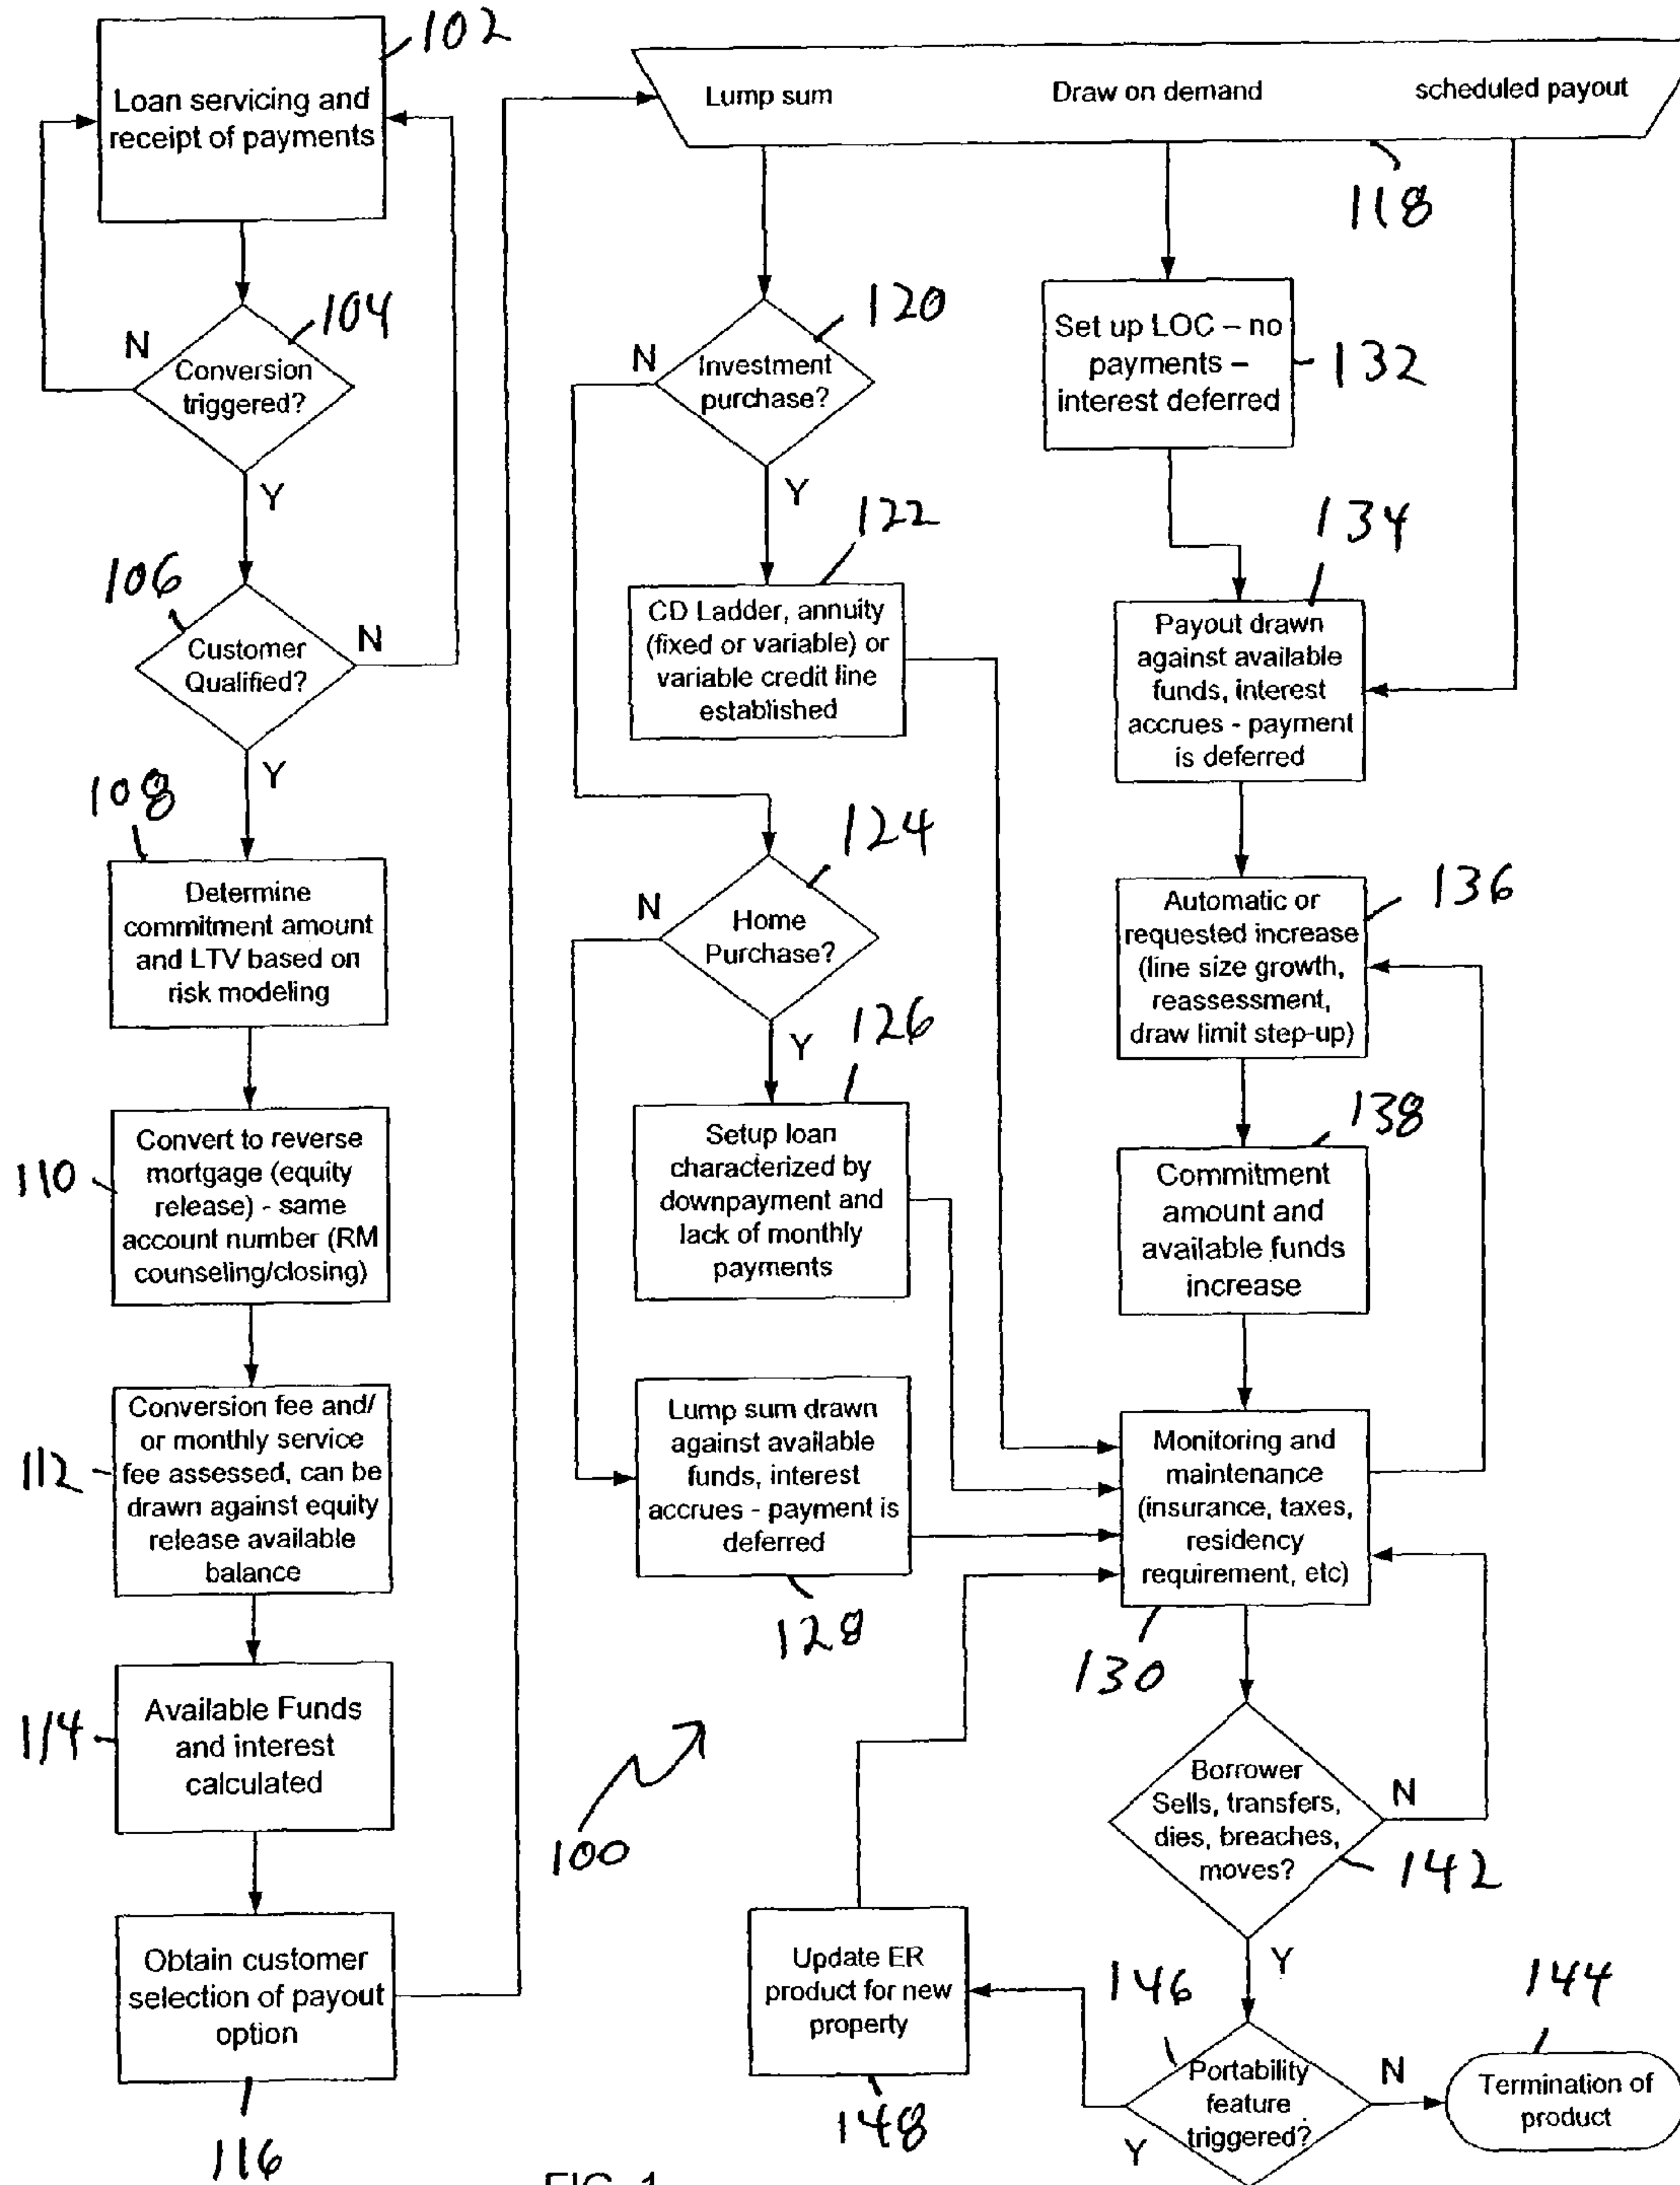 102
Loan servicing and
receipt of payments
104
N
Conversion
triggered?
Y
106
Customer
Qualified?
N
Y
108
Determine
commitment amount
and LTV based on
risk modeling
110
Convert to reverse
mortgage (equity
release) - same
account number (RM
counseling/closing)
112
Conversion fee and/
or monthly service
fee assessed, can be
drawn against equity
release available
balance
114
Available Funds
and interest
calculated
Obtain customer
selection of payout
option
116
Lump sum
Draw on demand
scheduled payout
118
120
N
Investment
purchase?
Y
122
CD Ladder, annuity
(fixed or variable) or
variable credit line
established
124
N
Home
Purchase?
Y
126
Setup loan
characterized by
downpayment and
lack of monthly
payments
Lump sum drawn
against available
funds, interest
accrues - payment is
deferred
128
100
Set up LOC – no
payments –
interest deferred
132
134
Payout drawn
against available
funds, interest
accrues - payment
is deferred
136
Automatic or
requested increase
(line size growth,
reassessment,
draw limit step-up)
138
Commitment
amount and
available funds
increase
Monitoring and
maintenance
(insurance, taxes,
residency
requirement, etc)
130
Borrower
Sells, transfers,
dies, breaches,
moves?
N
142
Y
146
Portability
feature
triggered?
N
Y
144
Termination of
product
Update ER
product for new
property
148
FIG. 1